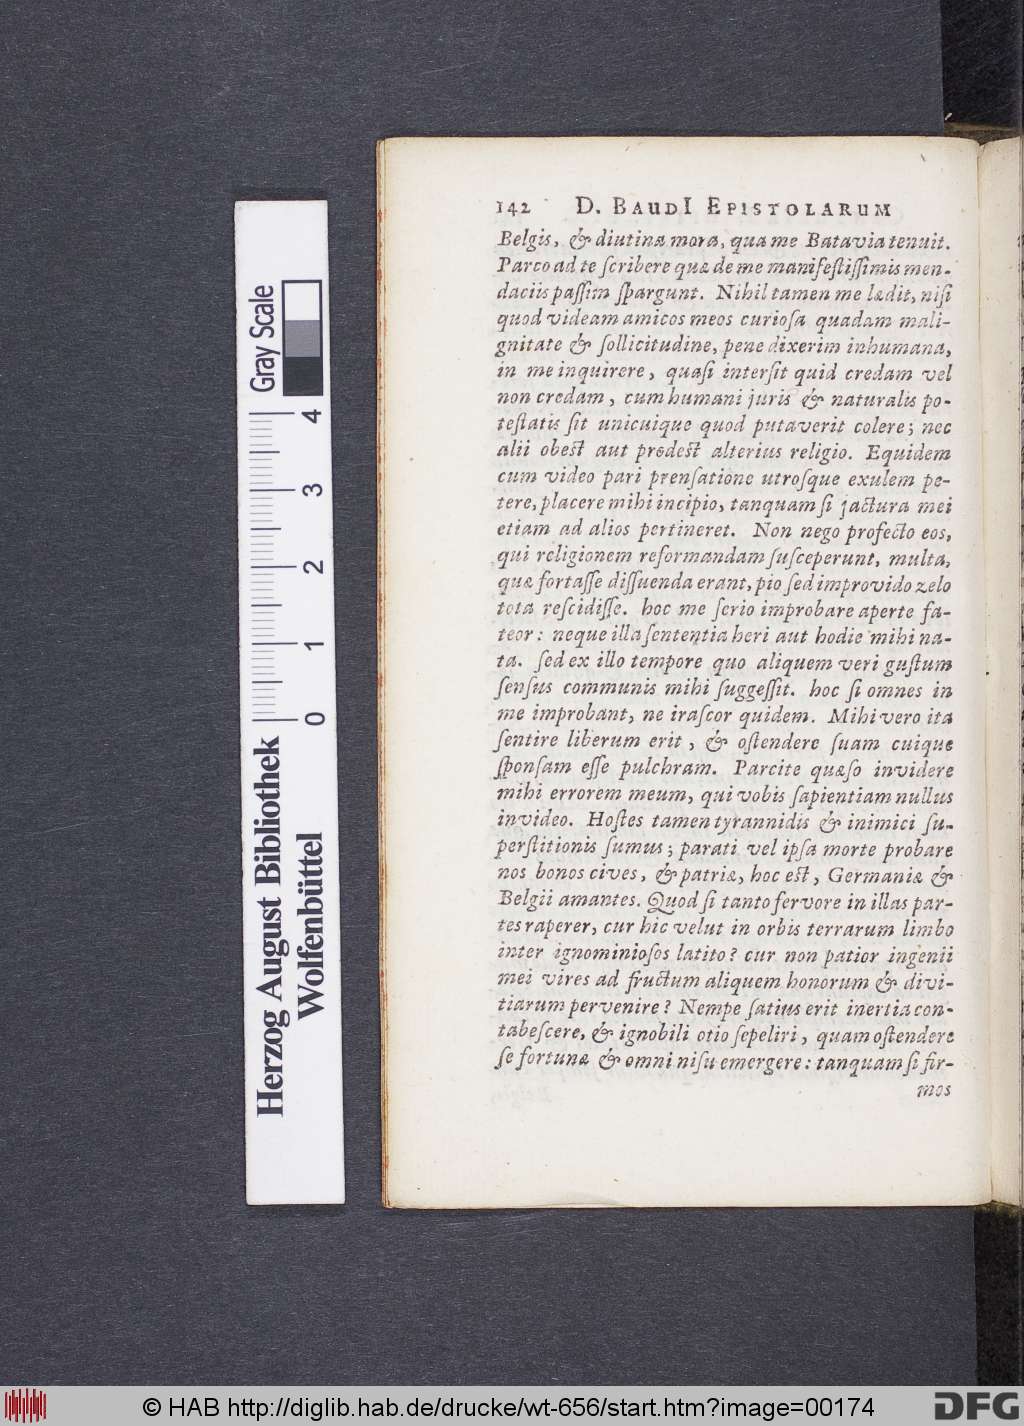 142 D. BAUDI EPISTOLARUM
Belgis, & diutinæ moræ, qua me Batavia tenuit.
Parco ad te ſcribere quæ de me manifeſtiſſimis men-
daciis paſſim ſpargunt. Nihil tamen me lædit, niſi
quod videam amicos meos curioſa quadam mali-
gnitate & ſollicitudine, pene dixerim inhumana,
in me inquirere, quaſi interſit quid credam vel
non credam, cum humani juris & naturalis po-
teſtatis ſit unicuique quod putaverit colere; nec
alii obeſt aut prodeſt alterius religio. Equidem
cum video pari prenſatione utroſque exulem pe-
tere, placere mihi incipio, tanquam ſi jactura mei
etiam ad alios pertineret. Non nego profecto eos,
qui religionem reformandam ſuſceperunt, multa,
quæ fortaſſe diſſuenda erant, pio ſed improvido zelo
tota reſcidiſſe. hoc me ſerio improbare aperte fa-
teor: neque illa ſententia heri aut hodie mihi na-
ta. ſed ex illo tempore quo aliquem veri guſtum
ſenſus communis mihi ſuggeſſit. hoc ſi omnes in
me improbant, ne iraſcor quidem. Mihi vero ita
ſentire liberum erit, & oſtendere ſuam cuique
ſponſam eſſe pulchram. Parcite quæſo invidere
mihi errorem meum, qui vobis ſapientiam nullus
invideo. Hoſtes tamen tyrannidis & inimici ſu-
perſtitionis ſumus; parati vel ipſa morte probare
nos bonos cives, & patriæ, hoc eſt, Germaniæ &
Belgii amantes. Quod ſi tanto fervore in illas par-
tes raperer, cur hic velut in orbis terrarum limbo
inter ignominioſos latito? cur non patior ingenii
mei vires ad fructum aliquem honorum & divi-
tiarum pervenire? Nempe ſatius erit inertia con-
tabeſcere, & ignobili otio ſepeliri, quam oſtendere
ſe fortunæ & omni niſu emergere: tanquam ſi fir-
mos
Herzog August Bibliothek
Wolfenbüttel
0 1 2 3 4
Gray Scale
© HAB http://diglib.hab.de/drucke/wt-656/start.htm?image=00174
DFG